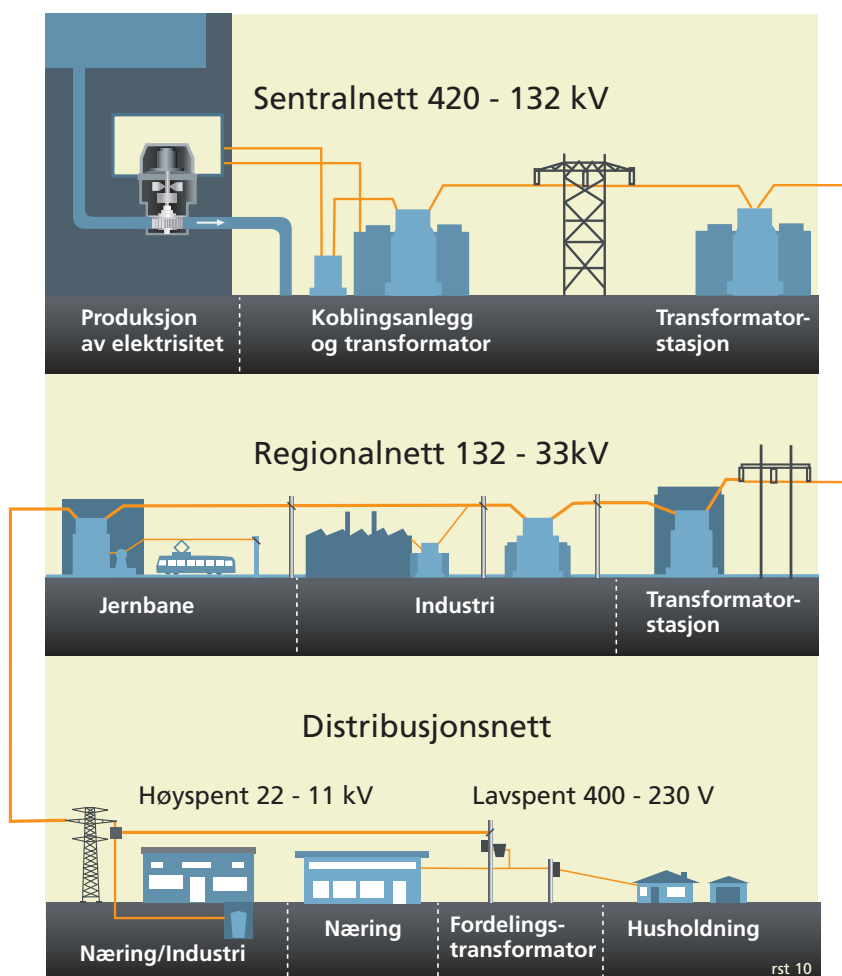 Sentralnett 420 - 132 kV
Produksjon
av elektrisitet
Koblingsanlegg
og transformator
Transformator-
stasjon
Regionalnett 132 - 33kV
Jernbane
Industri
Transformator-
stasjon
Distribusjonsnett
Høyspent 22 - 11 kV
Lavspent 400 - 230 V
Næring/Industri
Næring
Fordelings-
transformator
Husholdning
rst 10